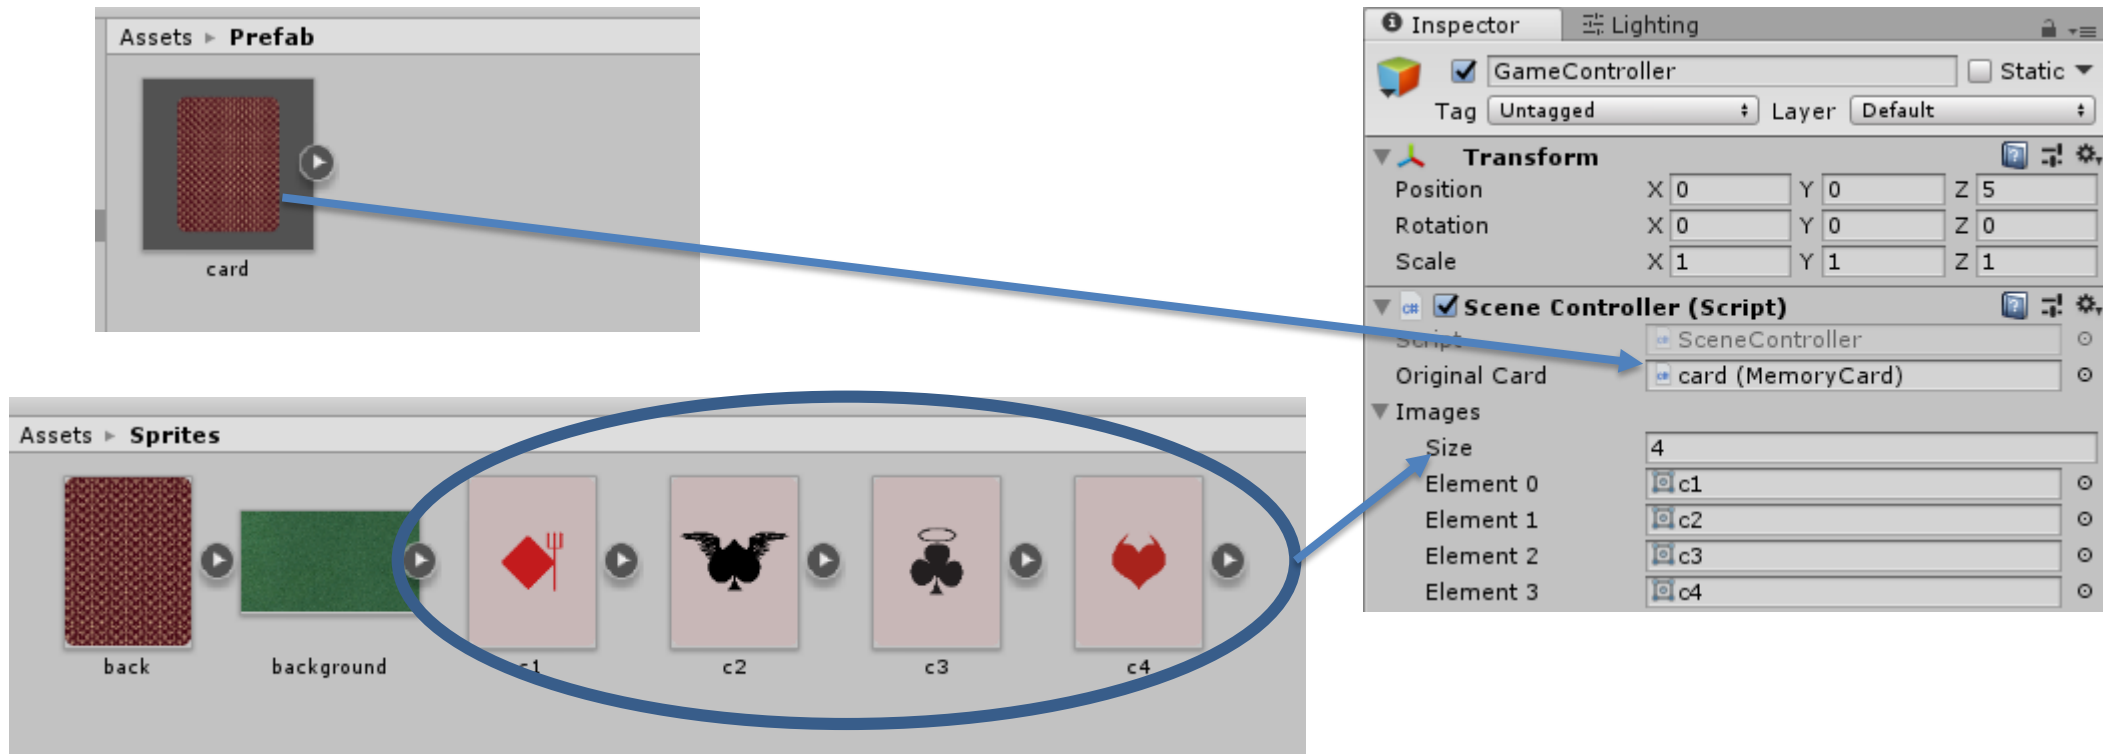 Assets ▸ Prefab
card
Assets ▸ Sprites
back
background
c1
c2
c3
c4
Inspector
Lighting
GameController
Static
Tag Untagged Layer Default
Transform
Position X 0 Y 0 Z 5
Rotation X 0 Y 0 Z 0
Scale X 1 Y 1 Z 1
c# Scene Controller (Script)
Script SceneController
Original Card card (MemoryCard)
Images
Size 4
Element 0 c1
Element 1 c2
Element 2 c3
Element 3 c4